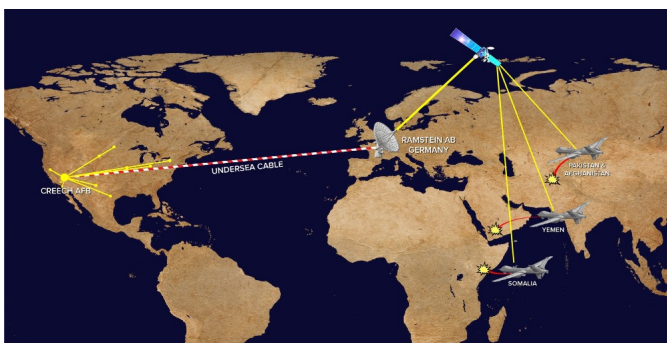 RAMSTEIN AB
GERMANY
UNDERSEA CABLE
CREECH AFB
PAKISTAN &
AFGHANISTAN
YEMEN
SOMALIA